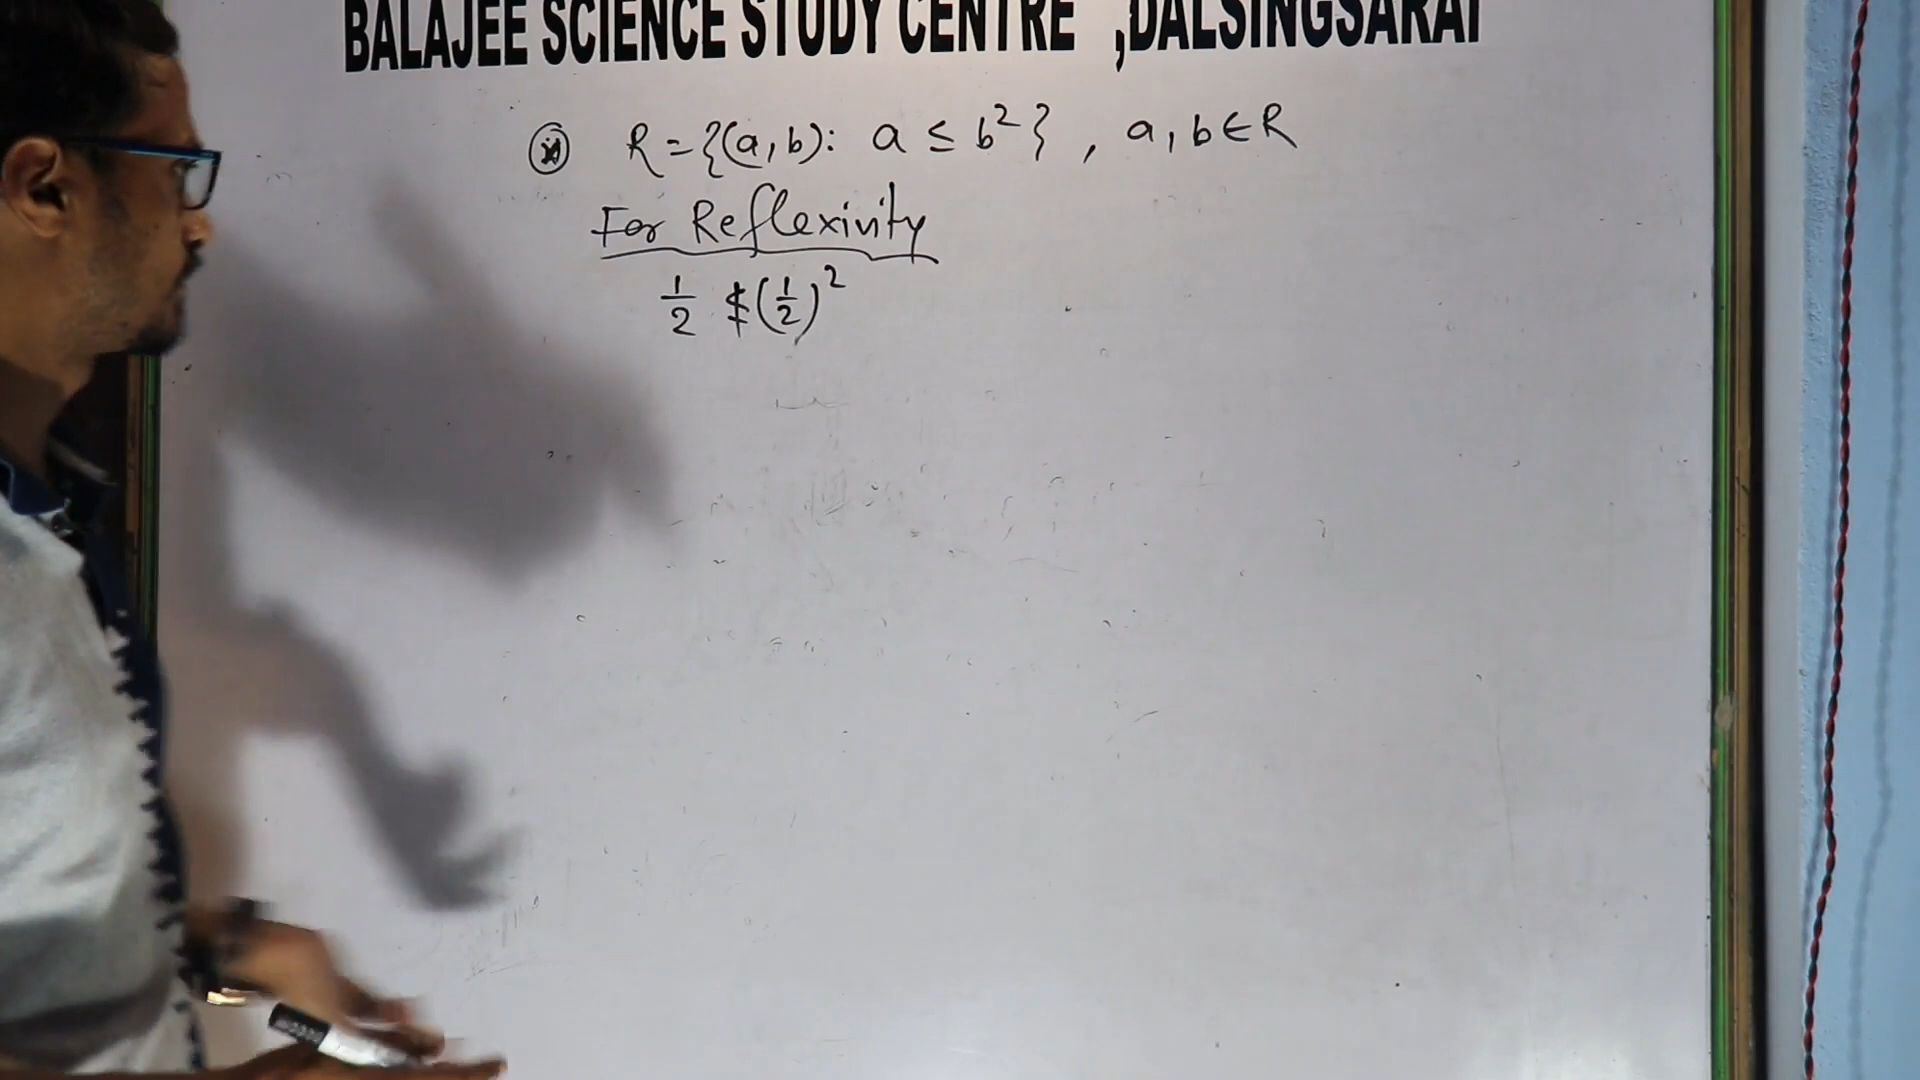 BALAJEE SCIENCE STUDY CENTRE ,DALSINGSARAI
R = {(a, b): a ≤ b²} , a, b ∈ R
For Reflexivity
1/2 ≰ (1/2)²